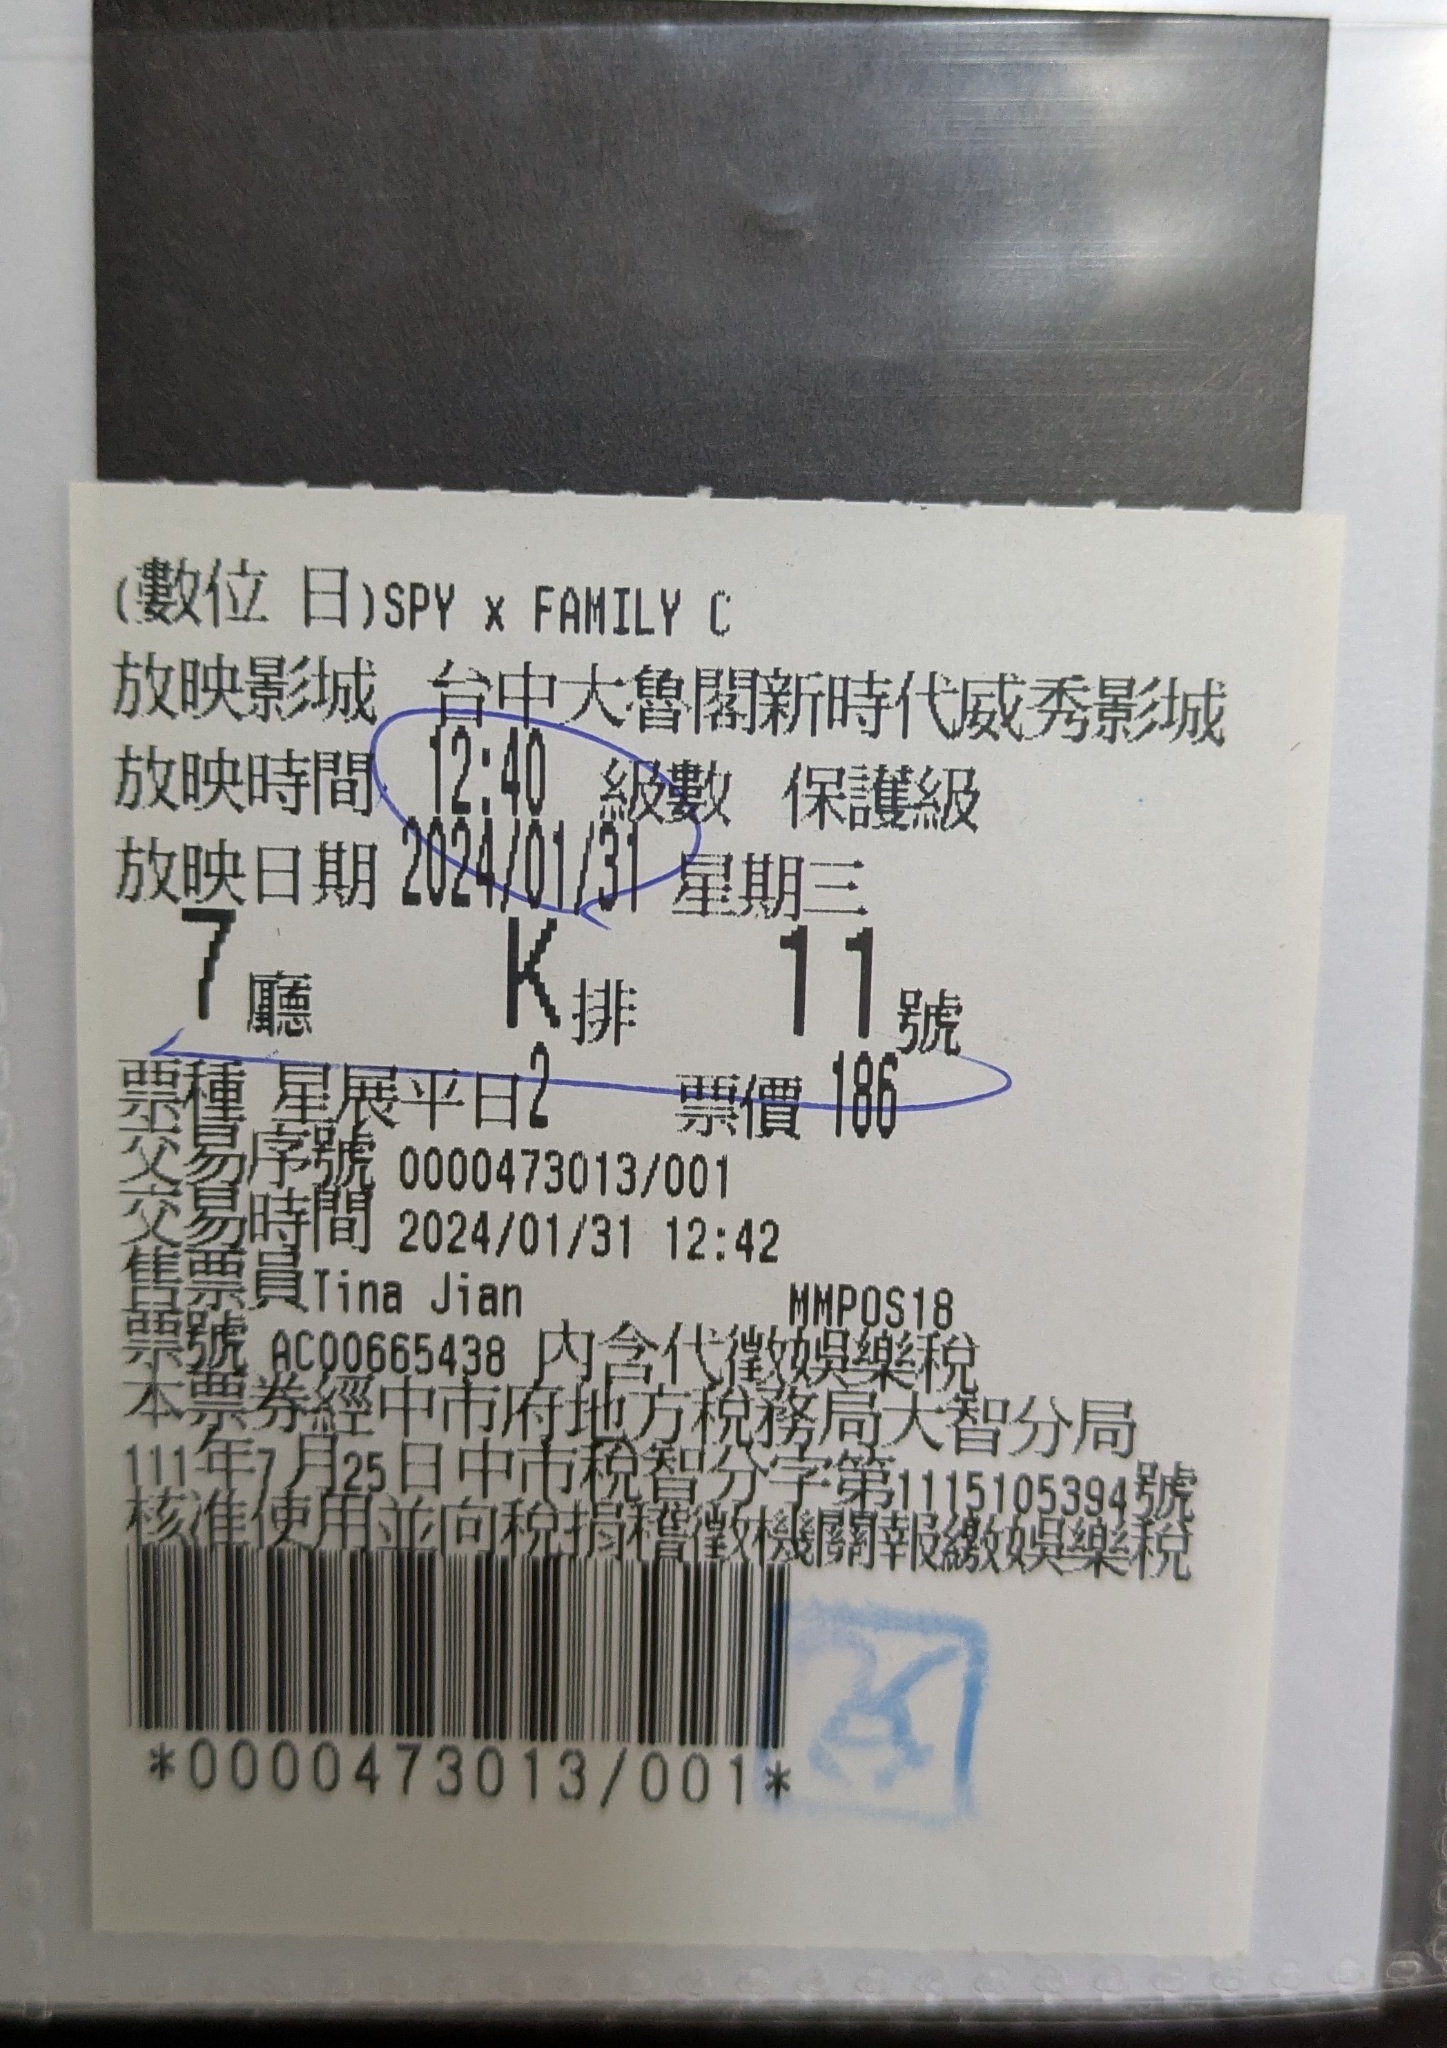 (數位 日)SPY x FAMILY C
放映影城 台中大魯閣新時代威秀影城
放映時間 12:40 級數 保護級
放映日期 2024/01/31 星期三
7廳 K排 11號
票種 星展平日2 票價 186
交易序號 0000473013/001
交易時間 2024/01/31 12:42
售票員Tina Jian MMPOS18
票號 AC00665438 內含代徵娛樂稅
本票券經中市府地方稅務局大智分局
111年7月25日中市稅智分字第1115105394號
核准使用並向稅捐稽徵機關報繳娛樂稅
*0000473013/001*